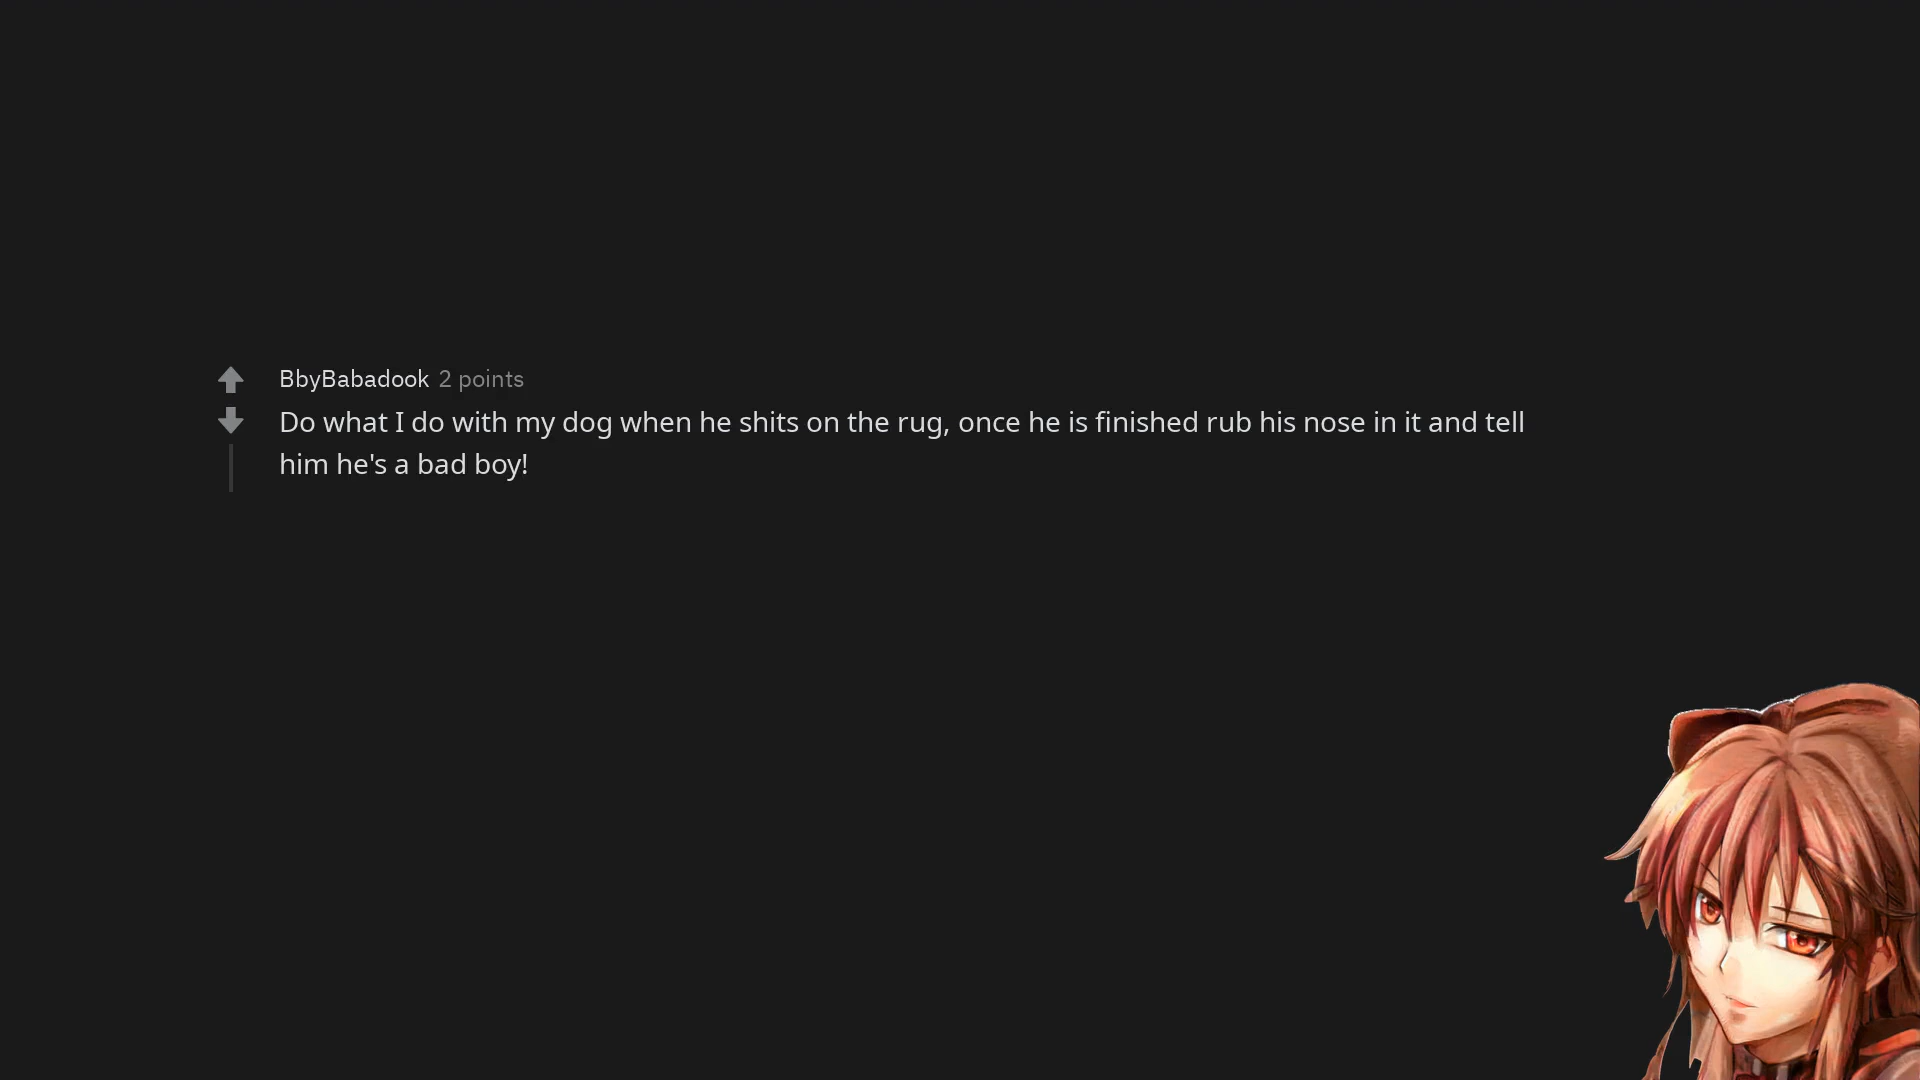 BbyBabadook 2 points
Do what I do with my dog when he shits on the rug, once he is finished rub his nose in it and tell
him he's a bad boy!